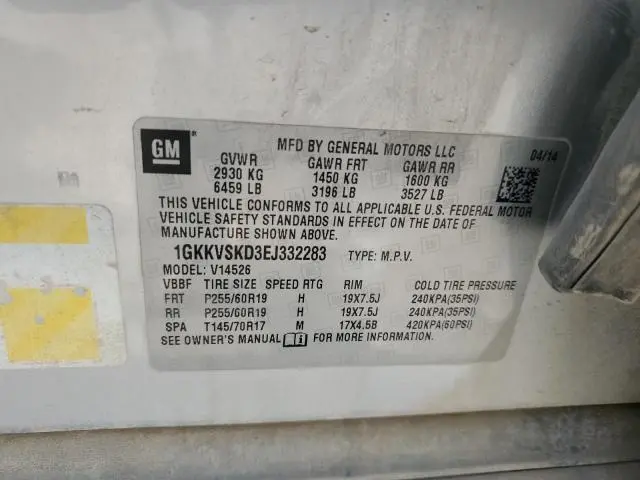 GM
MFD BY GENERAL MOTORS LLC 04/14
GVWR GAWR FRT GAWR RR
2930 KG 1450 KG 1600 KG
6459 LB 3196 LB 3527 LB
THIS VEHICLE CONFORMS TO ALL APPLICABLE U.S. FEDERAL MOTOR
VEHICLE SAFETY STANDARDS IN EFFECT ON THE DATE OF
MANUFACTURE SHOWN ABOVE.
1GKKVSKD3EJ332283 TYPE: M.P.V.
MODEL: V14526
VBBF TIRE SIZE SPEED RTG RIM COLD TIRE PRESSURE
FRT P255/60R19 H 19X7.5J 240KPA(35PSI)
RR P255/60R19 H 19X7.5J 240KPA(35PSI)
SPA T145/70R17 M 17X4.5B 420KPA(60PSI)
SEE OWNER'S MANUAL FOR MORE INFORMATION.